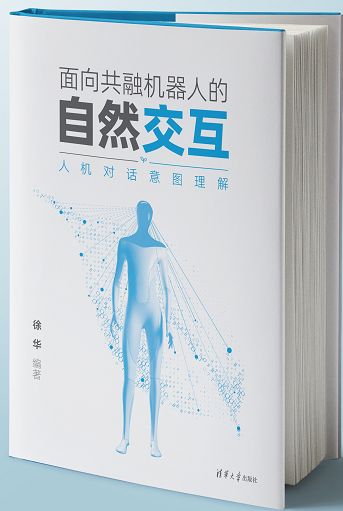 面向共融机器人的
自然交互
人机对话意图理解
徐华 编著
清华大学出版社